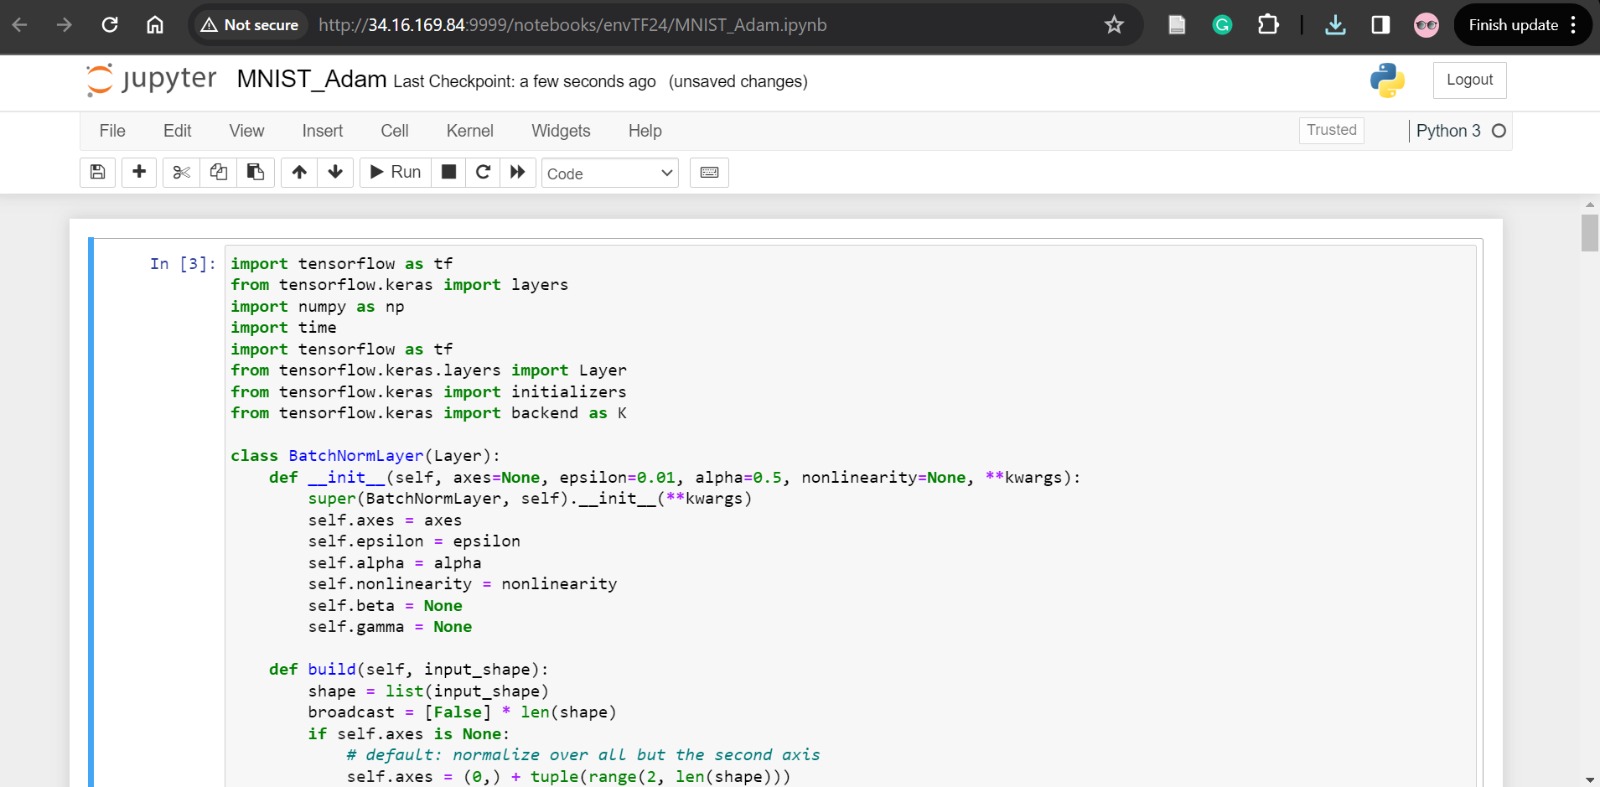 Not secure http://34.16.169.84:9999/notebooks/envTF24/MNIST_Adam.ipynb Finish update
jupyter MNIST_Adam Last Checkpoint: a few seconds ago (unsaved changes) Logout
File Edit View Insert Cell Kernel Widgets Help Trusted Python 3
Run Code
In [3]: import tensorflow as tf
from tensorflow.keras import layers
import numpy as np
import time
import tensorflow as tf
from tensorflow.keras.layers import Layer
from tensorflow.keras import initializers
from tensorflow.keras import backend as K
class BatchNormLayer(Layer):
def __init__(self, axes=None, epsilon=0.01, alpha=0.5, nonlinearity=None, **kwargs):
super(BatchNormLayer, self).__init__(**kwargs)
self.axes = axes
self.epsilon = epsilon
self.alpha = alpha
self.nonlinearity = nonlinearity
self.beta = None
self.gamma = None
def build(self, input_shape):
shape = list(input_shape)
broadcast = [False] * len(shape)
if self.axes is None:
# default: normalize over all but the second axis
self.axes = (0,) + tuple(range(2, len(shape)))